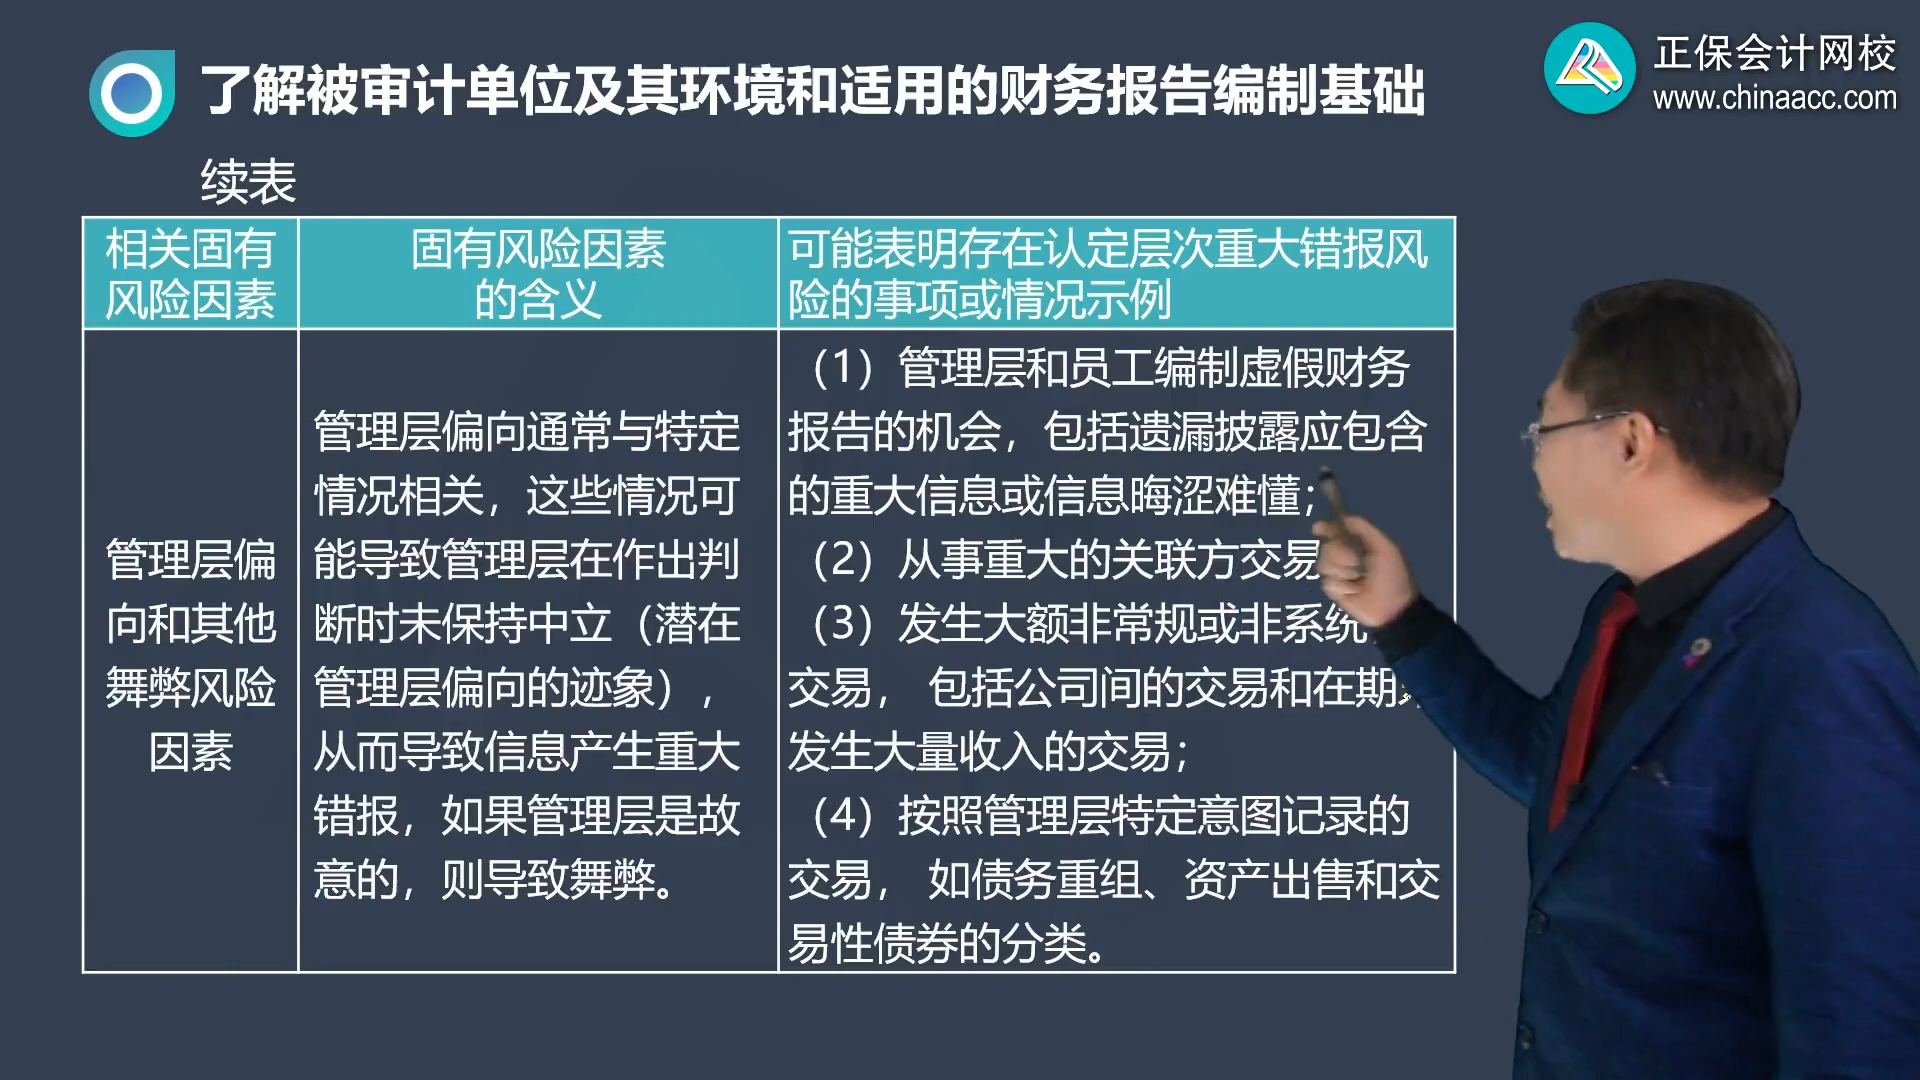 了解被审计单位及其环境和适用的财务报告编制基础
正保会计网校
www.chinaacc.com
续表
相关固有
风险因素
固有风险因素
的含义
可能表明存在认定层次重大错报风
险的事项或情况示例
管理层偏
向和其他
舞弊风险
因素
管理层偏向通常与特定
情况相关，这些情况可
能导致管理层在作出判
断时未保持中立（潜在
管理层偏向的迹象），
从而导致信息产生重大
错报，如果管理层是故
意的，则导致舞弊。
（1）管理层和员工编制虚假财务
报告的机会，包括遗漏披露应包含
的重大信息或信息晦涩难懂；
（2）从事重大的关联方交易
（3）发生大额非常规或非系统
交易， 包括公司间的交易和在期
发生大量收入的交易；
（4）按照管理层特定意图记录的
交易， 如债务重组、资产出售和交
易性债券的分类。